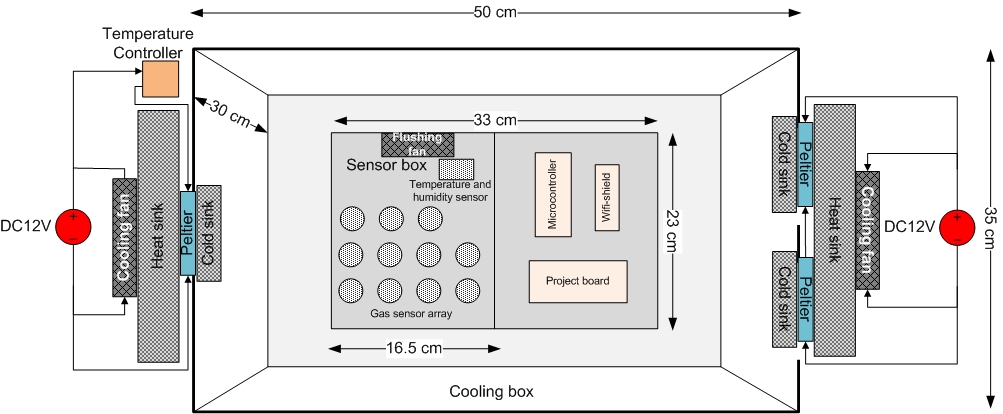 50 cm
Temperature
Controller
30 cm
33 cm
Flushing
fan
Sensor box
Temperature and
humidity sensor
Gas sensor array
16.5 cm
Microcontroller
Wifi-shield
Project board
23 cm
DC12V
+
−
Cooling fan
Heat sink
Peltier
Cold sink
Cold sink
Peltier
Cold sink
Peltier
Heat sink
Cooling fan
DC12V
+
−
35 cm
Cooling box